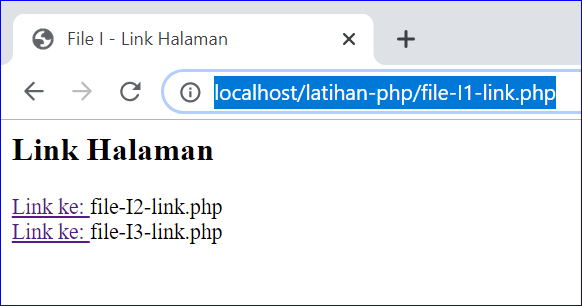 File I - Link Halaman
localhost/latihan-php/file-I1-link.php
Link Halaman
Link ke: file-I2-link.php
Link ke: file-I3-link.php